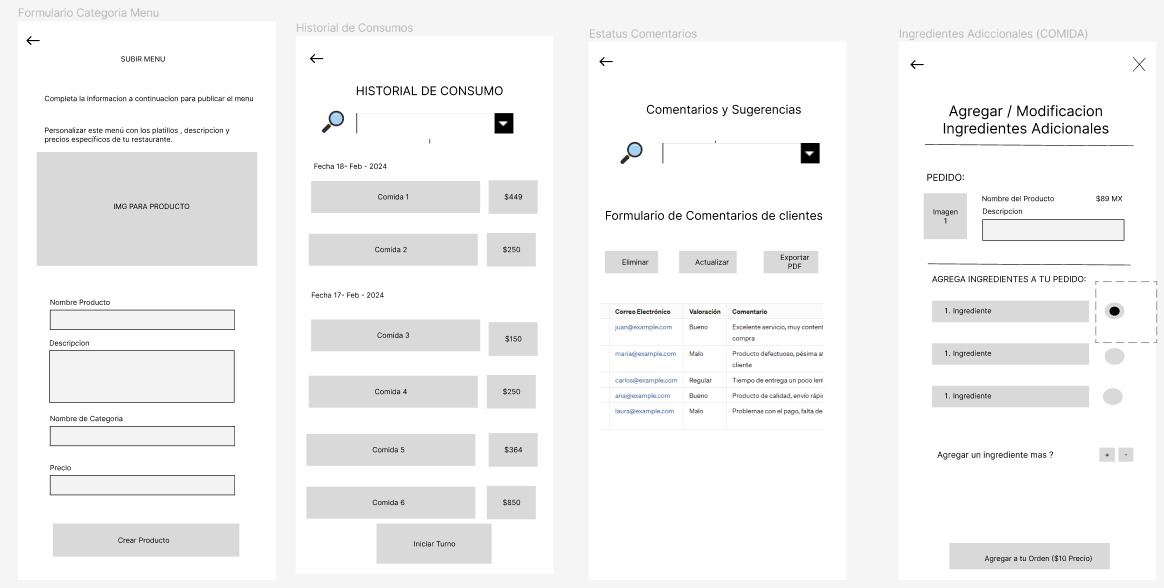 Formulario Categoria Menu
SUBIR MENU
Completa la informacion a continuacion para publicar el menu
Personalizar este menú con los platillos , descripcion y
precios específicos de tu restaurante.
IMG PARA PRODUCTO
Nombre Producto
Descripcion
Nombre de Categoria
Precio
Crear Producto
Historial de Consumos
HISTORIAL DE CONSUMO
Fecha 18- Feb - 2024
Comida 1 $449
Comida 2 $250
Fecha 17- Feb - 2024
Comida 3 $150
Comida 4 $250
Comida 5 $364
Comida 6 $850
Iniciar Turno
Estatus Comentarios
Comentarios y Sugerencias
Formulario de Comentarios de clientes
Eliminar Actualizar Exportar
PDF
Correo Electrónico Valoración Comentario
juan@example.com Bueno Excelente servicio, muy content
compra
maria@example.com Malo Producto defectuoso, pésima at
cliente
carlos@example.com Regular Tiempo de entrega un poco len
ana@example.com Bueno Producto de calidad, envío rápi
laura@example.com Malo Problemas con el pago, falta de
Ingredientes Adiccionales (COMIDA)
Agregar / Modificacion
Ingredientes Adicionales
PEDIDO:
Imagen
1
Nombre del Producto $89 MX
Descripcion
AGREGA INGREDIENTES A TU PEDIDO:
1. Ingrediente
1. Ingrediente
1. Ingrediente
Agregar un ingrediente mas ? + -
Agregar a tu Orden ($10 Precio)